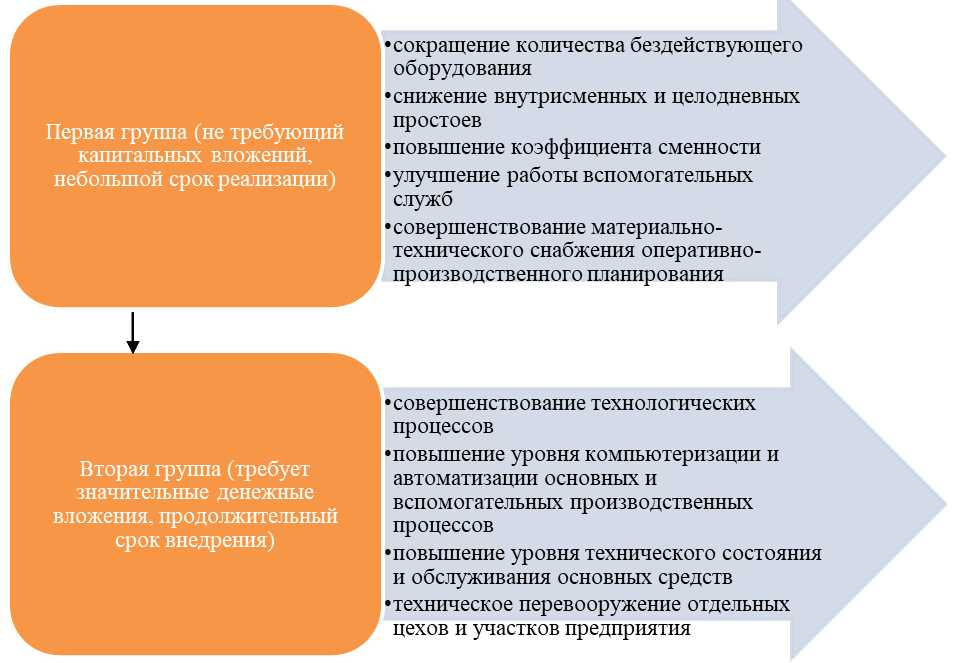 Первая группа (не требующий
капитальных вложений,
небольшой срок реализации)
•сокращение количества бездействующего
оборудования
•снижение внутрисменных и целодневных
простоев
•повышение коэффициента сменности
•улучшение работы вспомогательных
служб
•совершенствование материально-
технического снабжения оперативно-
производственного планирования
Вторая группа (требует
значительные денежные
вложения, продолжительный
срок внедрения)
•совершенствование технологических
процессов
•повышение уровня компьютеризации и
автоматизации основных и
вспомогательных производственных
процессов
•повышение уровня технического состояния
и обслуживания основных средств
•техническое перевооружение отдельных
цехов и участков предприятия